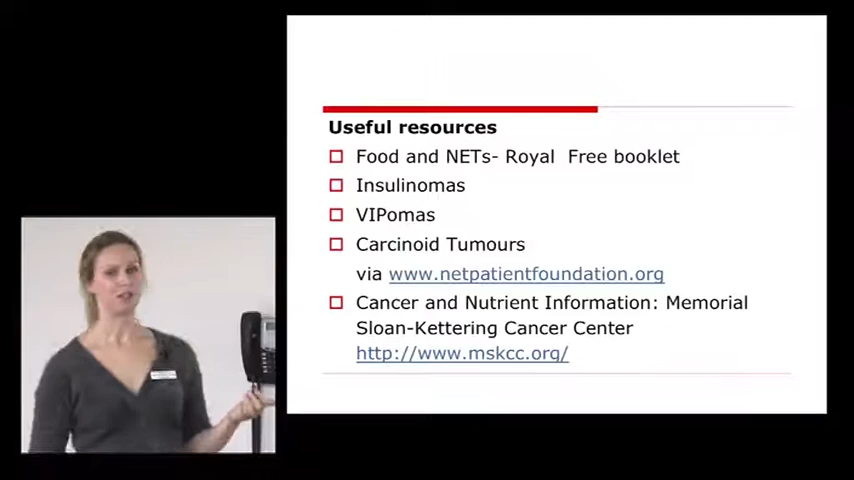 Useful resources
Food and NETs- Royal Free booklet
Insulinomas
VIPomas
Carcinoid Tumours
via www.netpatientfoundation.org
Cancer and Nutrient Information: Memorial
Sloan-Kettering Cancer Center
http://www.mskcc.org/